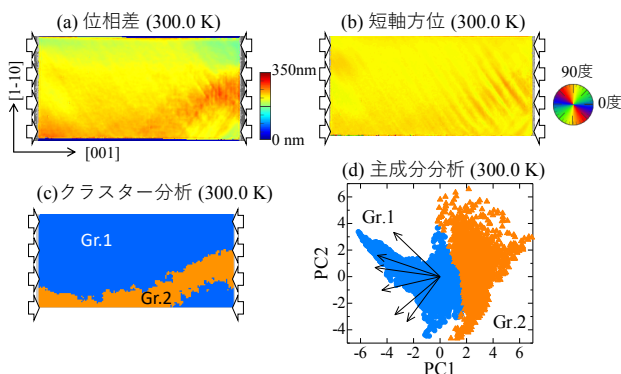 (a) 位相差 (300.0 K)
350nm
0 nm
[1-10]
[001]
(b) 短軸方位 (300.0 K)
90度
0度
(c)クラスター分析 (300.0 K)
Gr.1
Gr.2
(d) 主成分分析 (300.0 K)
Gr.1
Gr.2
PC2
6
4
2
0
-2
-4
-6 -4 -2 0 2 4 6
PC1